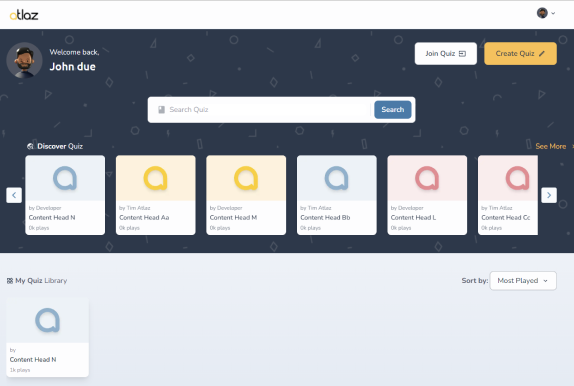 atlaz
Welcome back,
John due
Join Quiz
Create Quiz
Search Quiz
Search
Discover Quiz
See More
by Developer
Content Head N
0k plays
by Tim Atlaz
Content Head Aa
0k plays
by Tim Atlaz
Content Head M
0k plays
by Tim Atlaz
Content Head Bb
0k plays
by Developer
Content Head L
0k plays
by Tim Atlaz
Content Head Cc
0k plays
My Quiz Library
Sort by:
Most Played
by
Content Head N
1k plays